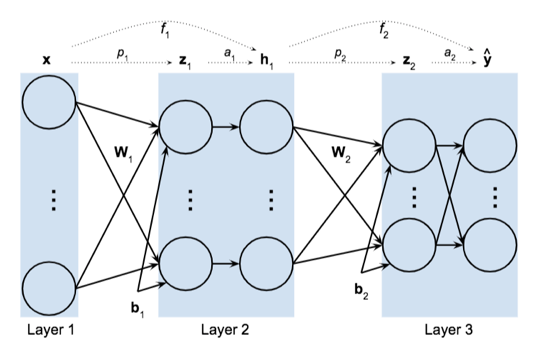 f₁ f₂
x p₁ z₁ a₁ h₁ p₂ z₂ a₂ ŷ
W₁ W₂
b₁ b₂
Layer 1 Layer 2 Layer 3